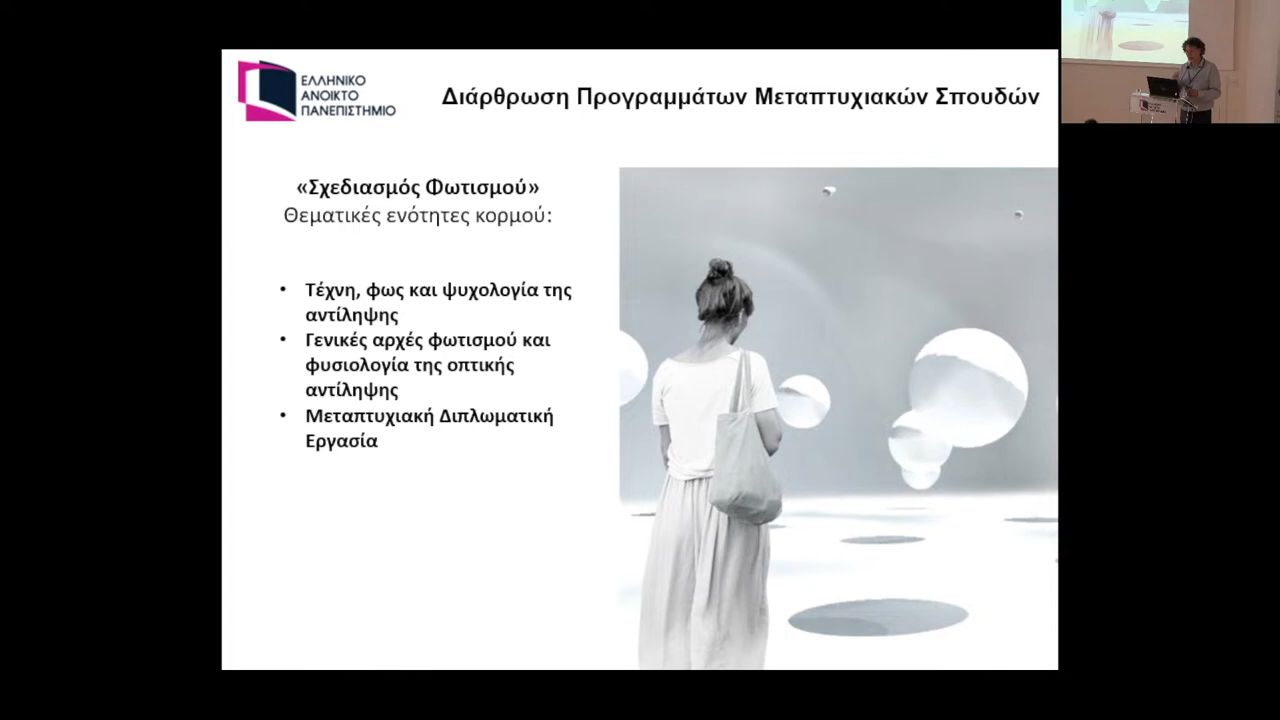 ΕΛΛΗΝΙΚΟ
ΑΝΟΙΚΤΟ
ΠΑΝΕΠΙΣΤΗΜΙΟ
Διάρθρωση Προγραμμάτων Μεταπτυχιακών Σπουδών
«Σχεδιασμός Φωτισμού»
Θεματικές ενότητες κορμού:
• Τέχνη, φως και ψυχολογία της
αντίληψης
• Γενικές αρχές φωτισμού και
φυσιολογία της οπτικής
αντίληψης
• Μεταπτυχιακή Διπλωματική
Εργασία